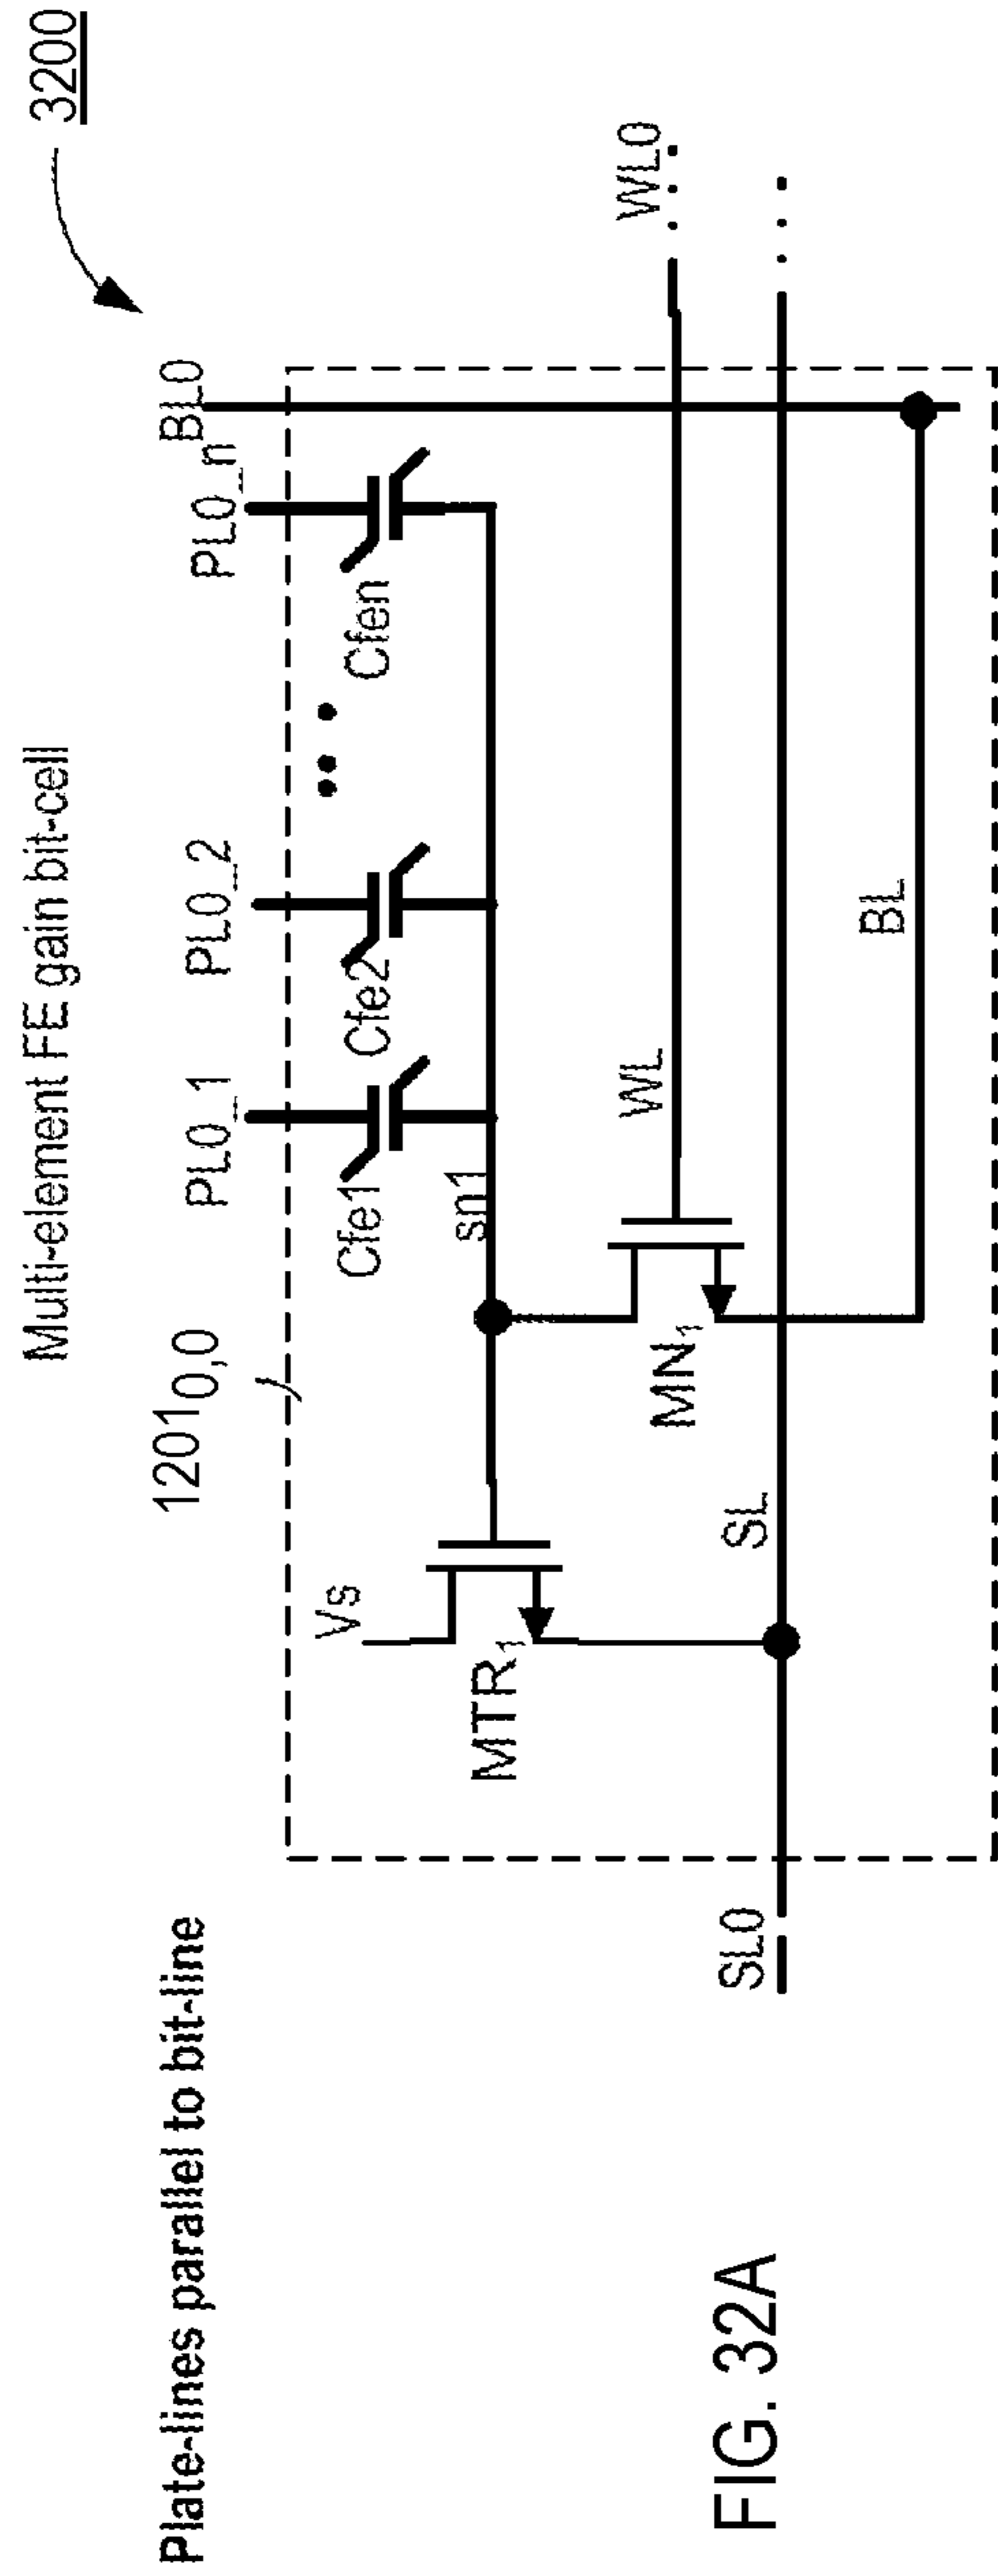 Multi-element FE gain bit-cell
3200
Plate-lines parallel to bit-line
1201₀,₀
PL0_1
PL0_2
PL0_n
BL0
Vs
Cfe1
Cfe2
Cfen
sn1
MTR₁
MN₁
WL
WL0
SL0
SL
BL
FIG. 32A